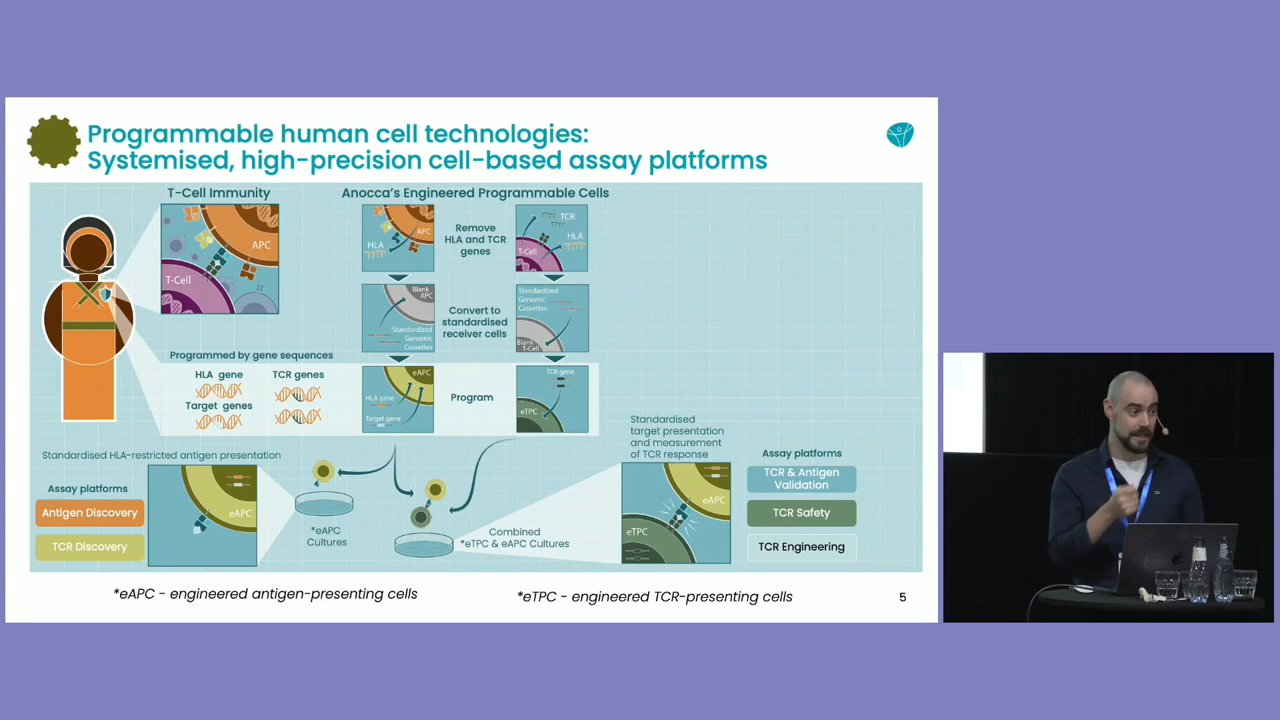 Programmable human cell technologies:
Systemised, high-precision cell-based assay platforms
T-Cell Immunity
APC
T-Cell
Anocca's Engineered Programmable Cells
HLA
APC
Remove
HLA and TCR
genes
TCR
HLA
T-Cell
Blank
APC
Standardized
Genomic
Cassettes
Convert to
standardised
receiver cells
Standardized
Genomic
Cassettes
Blank
T-Cell
Programmed by gene sequences
HLA gene
TCR genes
Target genes
eAPC
HLA gene
Target gene
Program
TCR gene
eTPC
Standardised HLA-restricted antigen presentation
Assay platforms
Antigen Discovery
TCR Discovery
eAPC
*eAPC
Cultures
Combined
*eTPC & eAPC Cultures
Standardised
target presentation
and measurement
of TCR response
eAPC
eTPC
Assay platforms
TCR & Antigen
Validation
TCR Safety
TCR Engineering
*eAPC - engineered antigen-presenting cells
*eTPC - engineered TCR-presenting cells
5